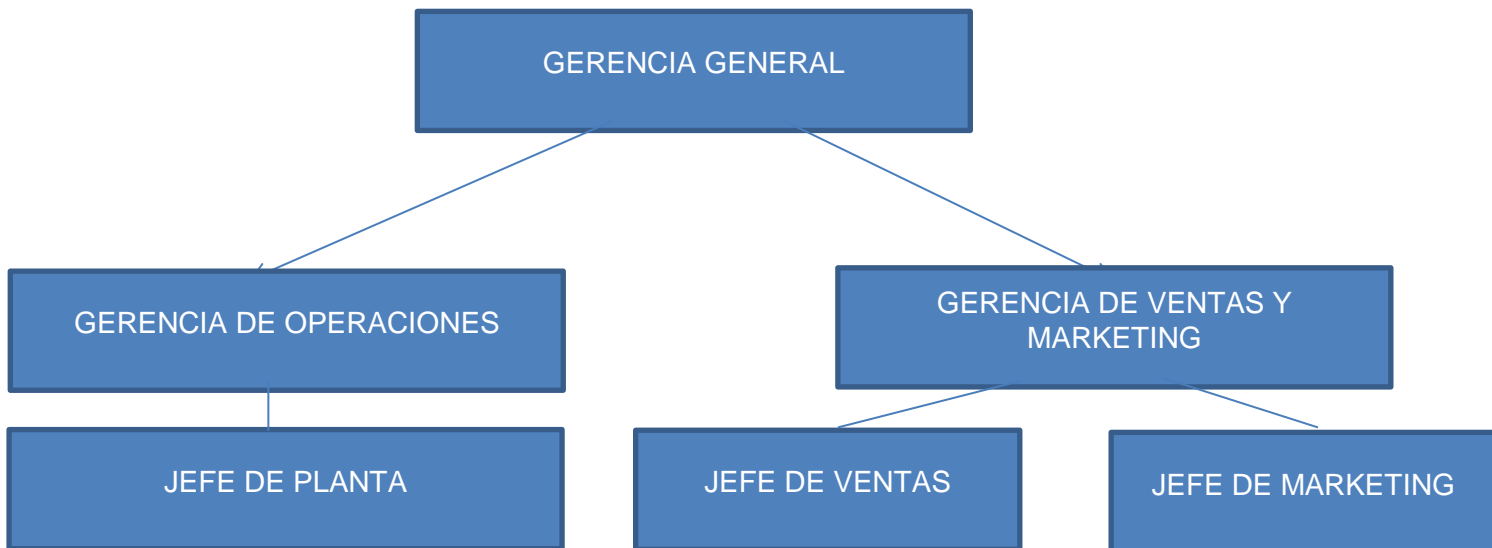 GERENCIA GENERAL
GERENCIA DE OPERACIONES
GERENCIA DE VENTAS Y
MARKETING
JEFE DE PLANTA
JEFE DE VENTAS
JEFE DE MARKETING